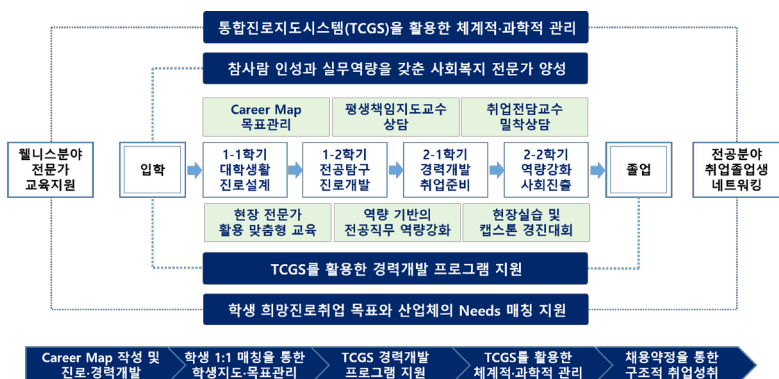 통합진로지도시스템(TCGS)을 활용한 체계적·과학적 관리
참사람 인성과 실무역량을 갖춘 사회복지 전문가 양성
Career Map
목표관리
평생책임지도교수
상담
취업전담교수
밀착상담
웰니스분야
전문가
교육지원
입학
1-1학기
대학생활
진로설계
1-2학기
전공탐구
진로개발
2-1학기
경력개발
취업준비
2-2학기
역량강화
사회진출
졸업
전공분야
취업졸업생
네트워킹
현장 전문가
활용 맞춤형 교육
역량 기반의
전공직무 역량강화
현장실습 및
캡스톤 경진대회
TCGS를 활용한 경력개발 프로그램 지원
학생 희망진로취업 목표와 산업체의 Needs 매칭 지원
Career Map 작성 및
진로·경력개발
학생 1:1 매칭을 통한
학생지도·목표관리
TCGS 경력개발
프로그램 지원
TCGS를 활용한
체계적·과학적 관리
채용약정을 통한
구조적 취업성취